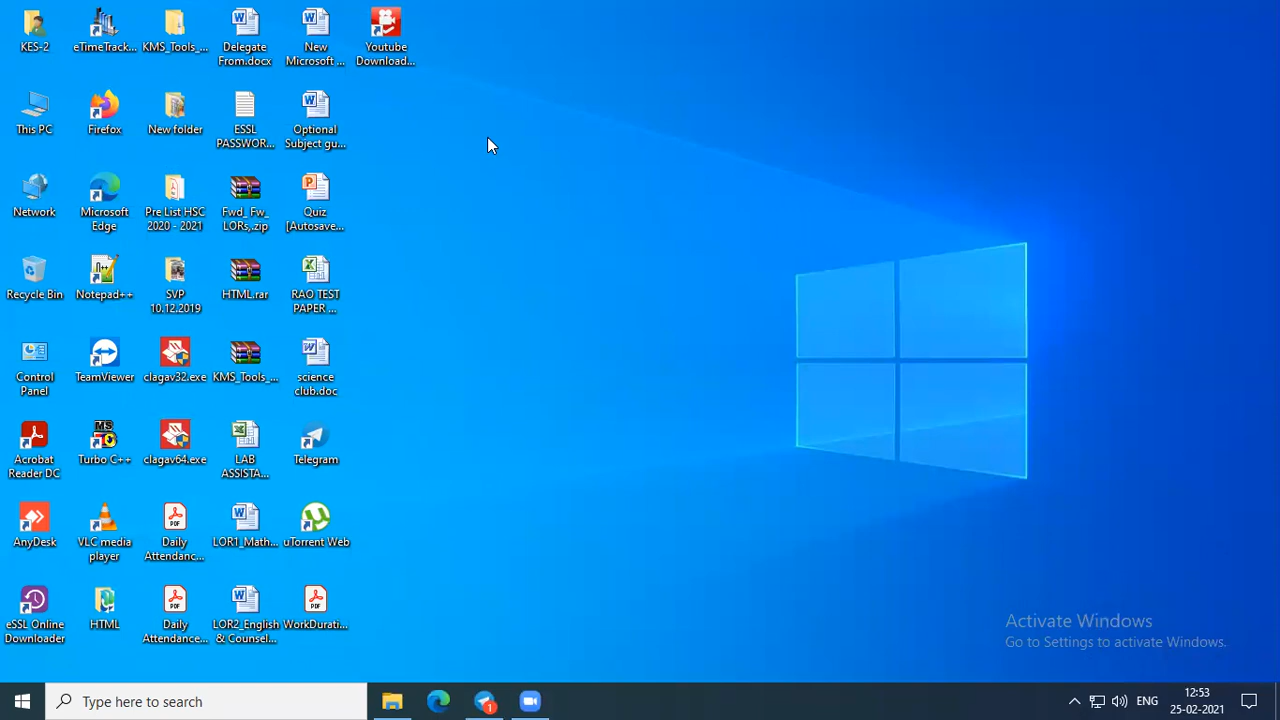 KES-2
eTimeTrack...
KMS_Tools_...
Delegate
From.docx
New
Microsoft ...
Youtube
Download...
This PC
Firefox
New folder
ESSL
PASSWOR...
Optional
Subject gu...
Network
Microsoft
Edge
Pre List HSC
2020 - 2021
Fwd_ Fw_
LORs,.zip
Quiz
[Autosave...
Recycle Bin
Notepad++
SVP
10.12.2019
HTML.rar
RAO TEST
PAPER ...
Control
Panel
TeamViewer
clagav32.exe
KMS_Tools_...
science
club.doc
Acrobat
Reader DC
Turbo C++
clagav64.exe
LAB
ASSISTA...
Telegram
AnyDesk
VLC media
player
Daily
Attendanc...
LOR1_Math...
uTorrent Web
eSSL Online
Downloader
HTML
Daily
Attendance...
LOR2_English
& Counsel...
WorkDurati...
Activate Windows
Go to Settings to activate Windows.
Type here to search
1
ENG
12:53
25-02-2021